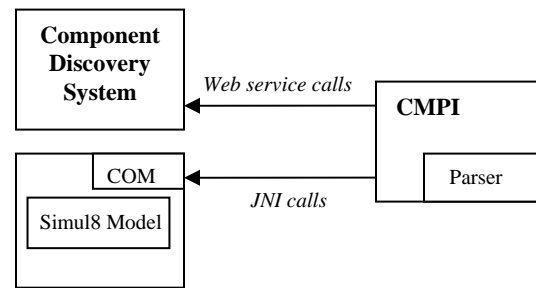 Component
Discovery
System
Web service calls
CMPI
COM
Parser
Simul8 Model
JNI calls